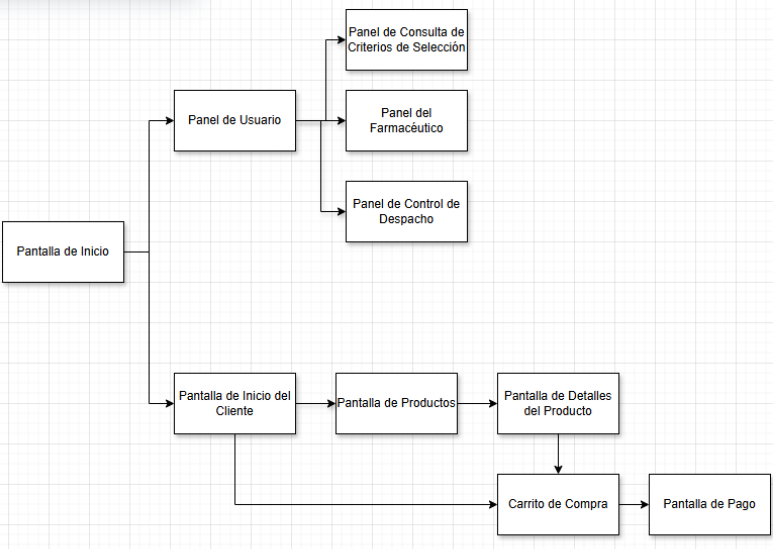 Panel de Consulta de
Criterios de Selección
Panel de Usuario
Panel del
Farmacéutico
Panel de Control de
Despacho
Pantalla de Inicio
Pantalla de Inicio del
Cliente
Pantalla de Productos
Pantalla de Detalles
del Producto
Carrito de Compra
Pantalla de Pago